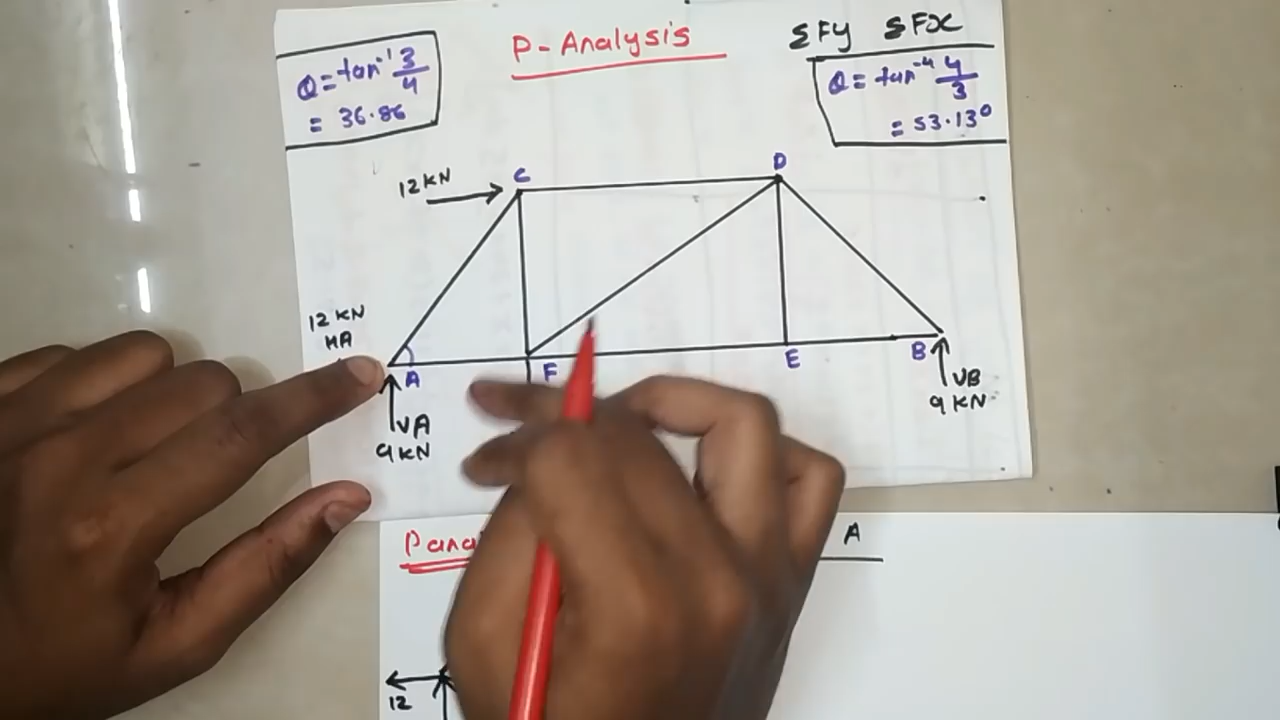 P-Analysis
ΣFy ΣFx
Q = tan⁻¹ 3/4
= 36.86
Q = tan⁻⁴ 4/3
= 53.13°
12 KN
C
D
12 KN
HA
A
F
E
B
VA
9 KN
VB
9 KN
A
12